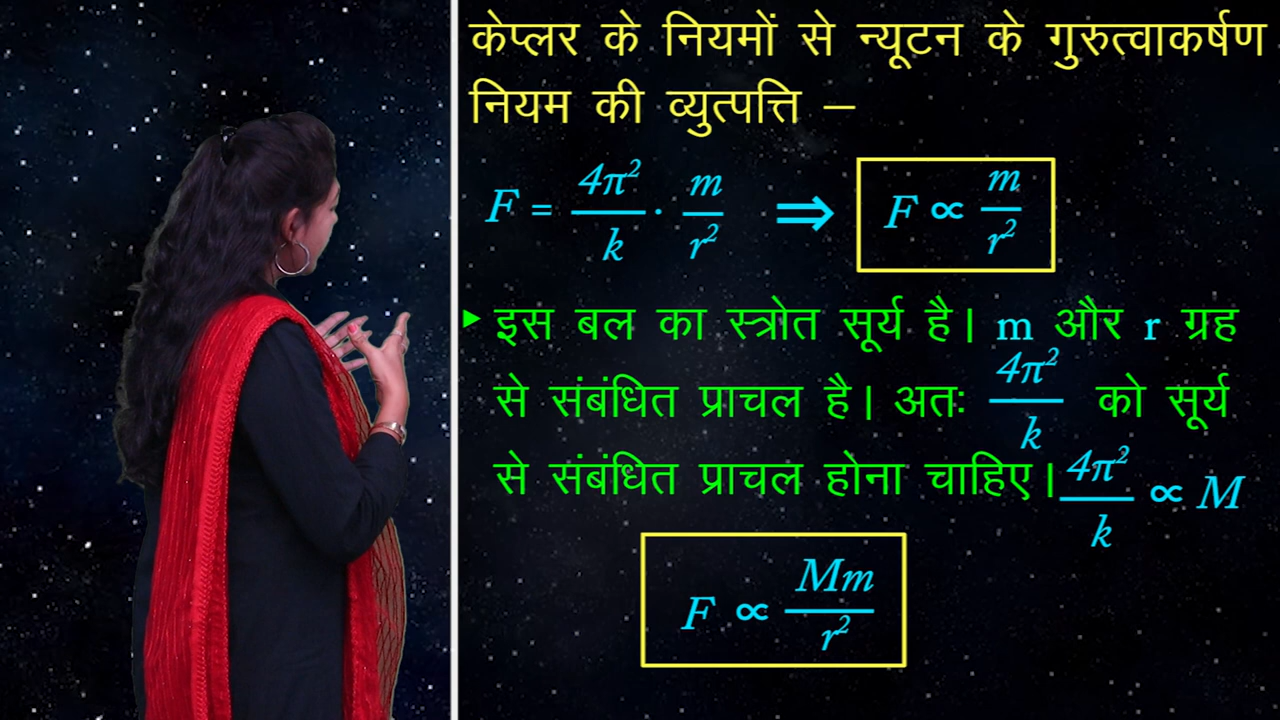 केप्लर के नियमों से न्यूटन के गुरुत्वाकर्षण
नियम की व्युत्पत्ति –
F = 4π²/k · m/r² ⇒ F ∝ m/r²
▸ इस बल का स्त्रोत सूर्य है। m और r ग्रह
से संबंधित प्राचल है। अतः 4π²/k को सूर्य
से संबंधित प्राचल होना चाहिए। 4π²/k ∝ M
F ∝ Mm/r²